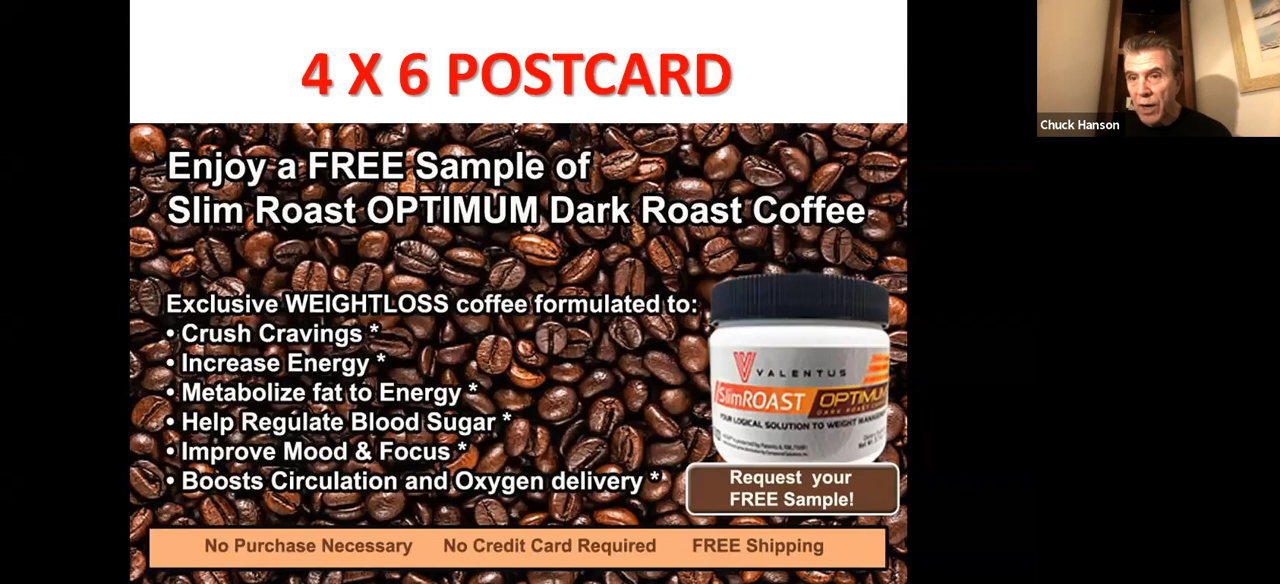 4 X 6 POSTCARD
Chuck Hanson
Enjoy a FREE Sample of
Slim Roast OPTIMUM Dark Roast Coffee
Exclusive WEIGHTLOSS coffee formulated to:
• Crush Cravings *
• Increase Energy *
• Metabolize fat to Energy *
• Help Regulate Blood Sugar *
• Improve Mood & Focus *
• Boosts Circulation and Oxygen delivery *
VALENTUS
SlimROAST OPTIMUM
DARK ROAST
YOUR LOGICAL SOLUTION TO WEIGHT
Request your
FREE Sample!
No Purchase Necessary No Credit Card Required FREE Shipping